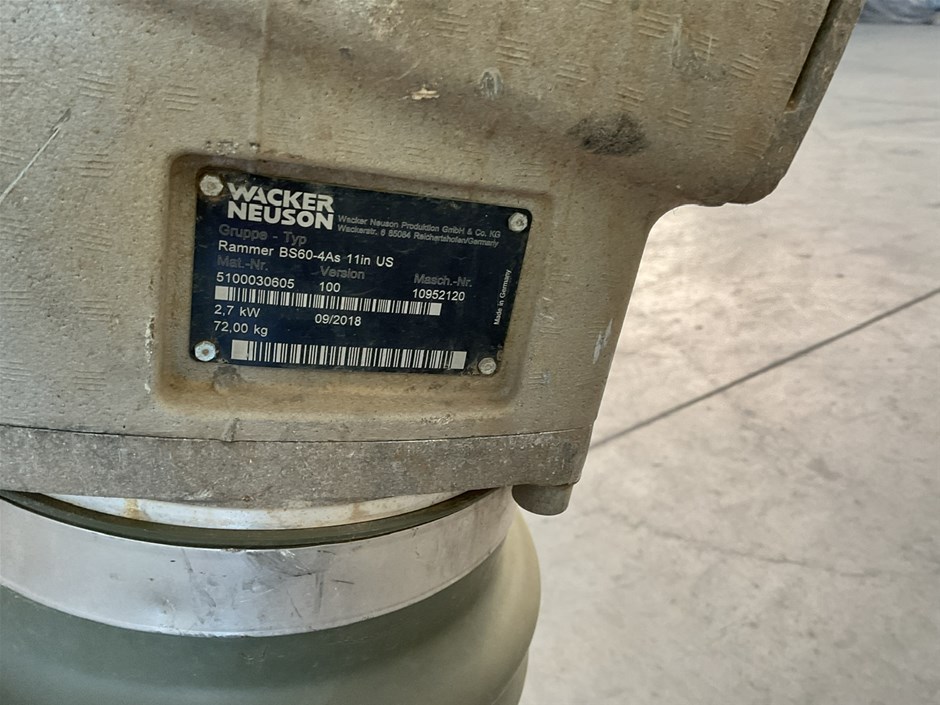 WACKER
NEUSON
Wacker Neuson Produktion GmbH & Co. KG
Wackerstr. 6 85084 Reichertshofen/Germany
Gruppe - Typ
Rammer BS60-4As 11in US
Mat.-Nr. Version Masch.-Nr.
5100030605 100 10952120
2,7 kW 09/2018
72,00 kg
Made in Germany